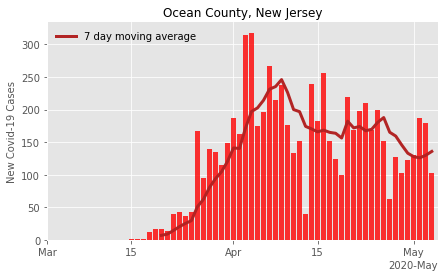 Ocean County, New Jersey
7 day moving average
New Covid-19 Cases
300
250
200
150
100
50
0
Mar
15
Apr
15
May
2020-May